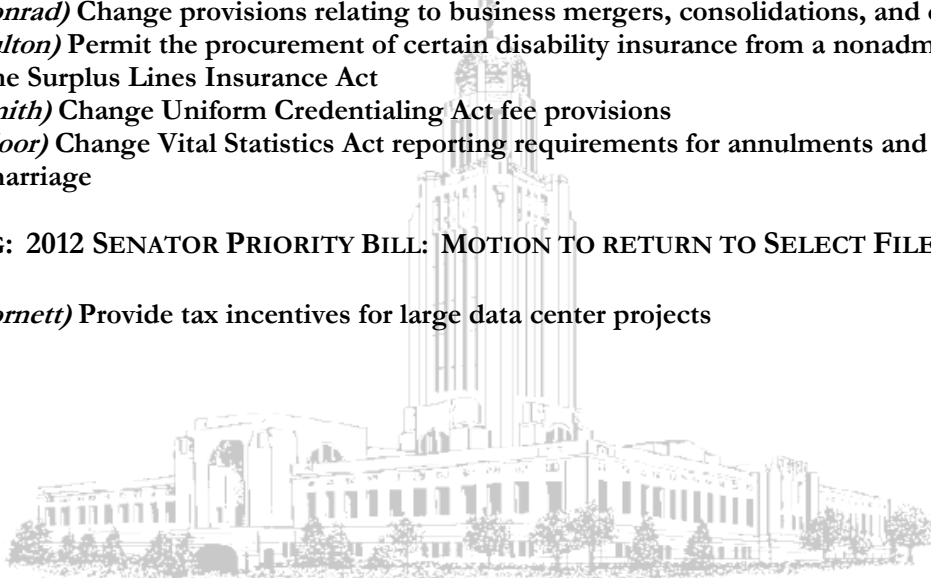 onrad) Change provisions relating to business mergers, consolidations, and
ulton) Permit the procurement of certain disability insurance from a nonadm
ne Surplus Lines Insurance Act
nith) Change Uniform Credentialing Act fee provisions
oor) Change Vital Statistics Act reporting requirements for annulments and
narriage
G: 2012 SENATOR PRIORITY BILL: MOTION TO RETURN TO SELECT FILE
ornett) Provide tax incentives for large data center projects